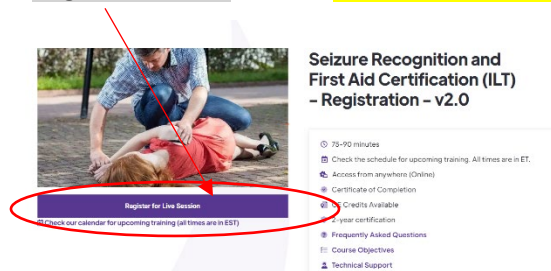 Seizure Recognition and
First Aid Certification (ILT)
– Registration – v2.0
75-90 minutes
Check the schedule for upcoming training. All times are in ET.
Access from anywhere (Online)
Certificate of Completion
CE Credits Available
2-year certification
Frequently Asked Questions
Course Objectives
Technical Support
Register for Live Session
Check our calendar for upcoming training (all times are in EST)